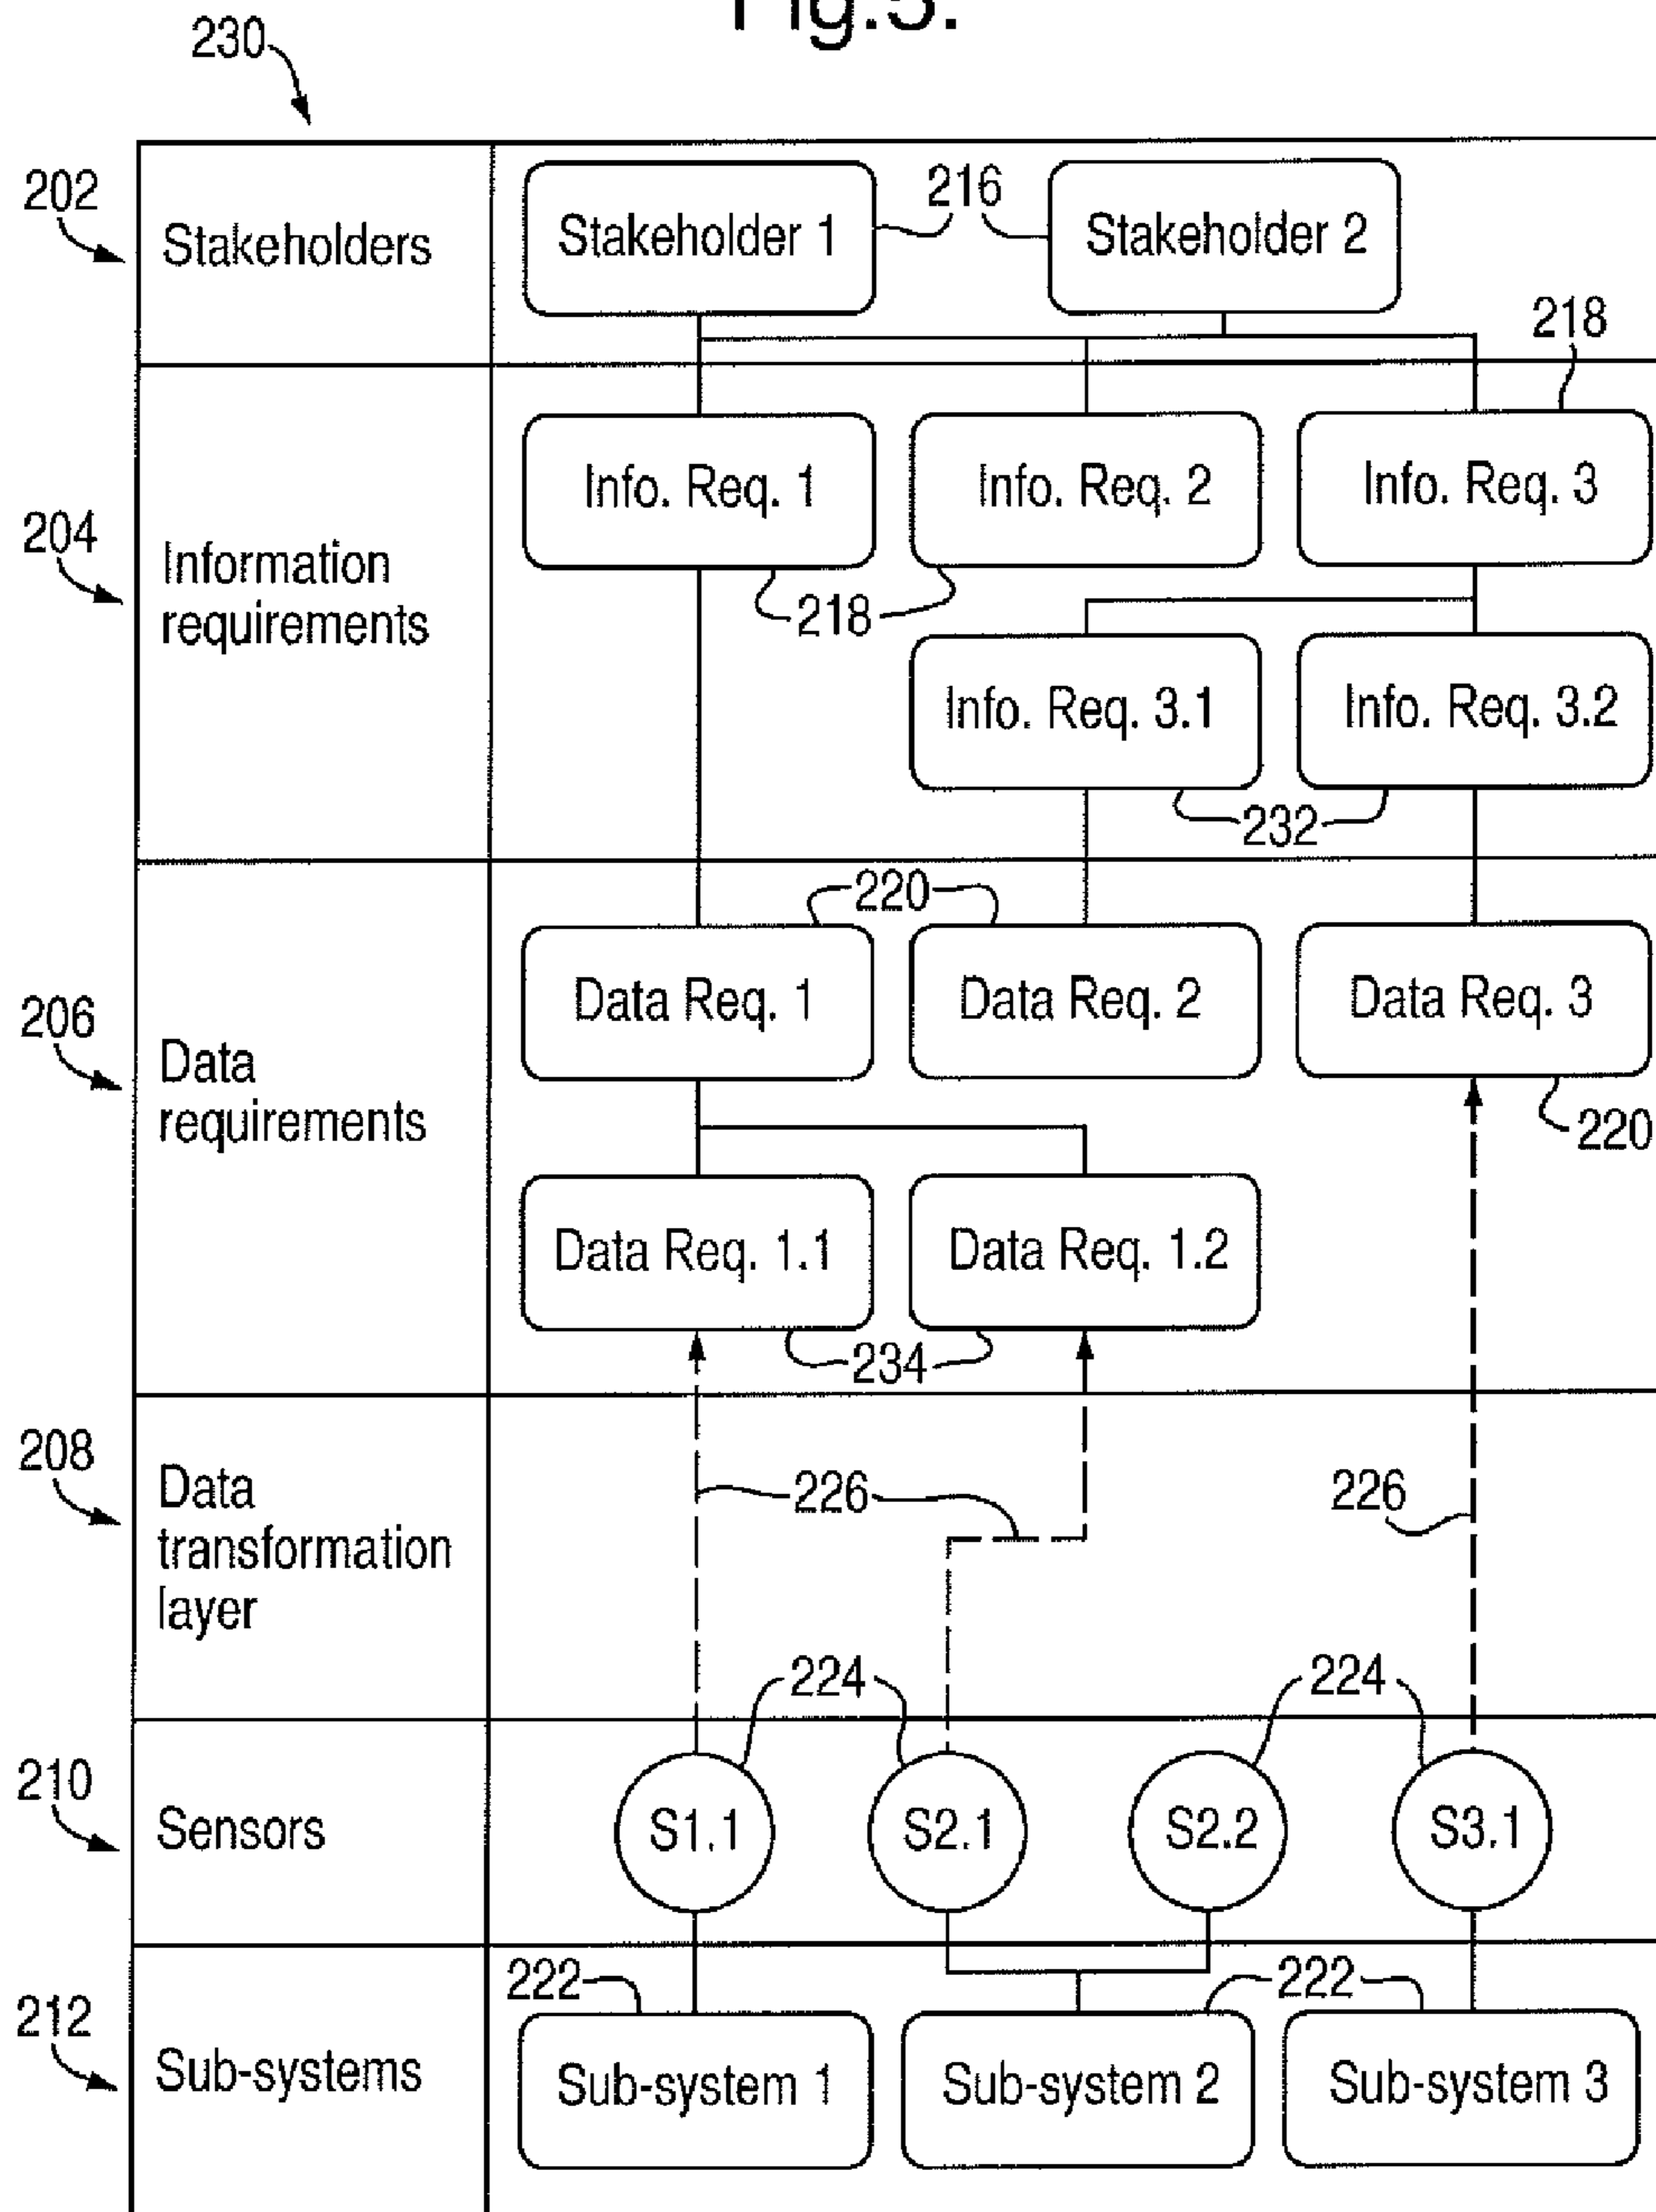 Fig.5.
230
202
Stakeholders
Stakeholder 1
216
Stakeholder 2
218
204
Information
requirements
Info. Req. 1
Info. Req. 2
Info. Req. 3
218
Info. Req. 3.1
Info. Req. 3.2
232
206
Data
requirements
220
Data Req. 1
Data Req. 2
Data Req. 3
220
Data Req. 1.1
Data Req. 1.2
234
208
Data
transformation
layer
226
226
224
224
210
Sensors
S1.1
S2.1
S2.2
S3.1
212
Sub-systems
222
222
Sub-system 1
Sub-system 2
Sub-system 3